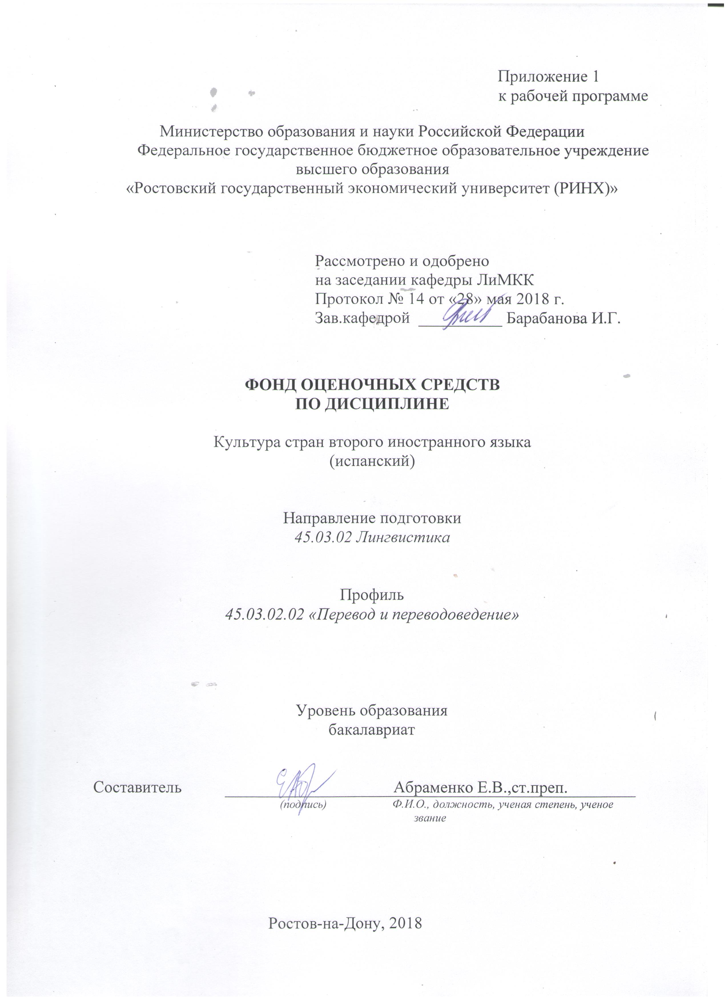 Приложение 1
к рабочей программе
Министерство образования и науки Российской Федерации
Федеральное государственное бюджетное образовательное учреждение
высшего образования
«Ростовский государственный экономический университет (РИНХ)»
Рассмотрено и одобрено
на заседании кафедры ЛиМКК
Протокол № 14 от «28» мая 2018 г.
Зав.кафедрой __________ Барабанова И.Г.
ФОНД ОЦЕНОЧНЫХ СРЕДСТВ
ПО ДИСЦИПЛИНЕ
Культура стран второго иностранного языка
(испанский)
Направление подготовки
45.03.02 Лингвистика
Профиль
45.03.02.02 «Перевод и переводоведение»
Уровень образования
бакалавриат
Составитель Абраменко Е.В.,ст.преп.
(подпись) Ф.И.О., должность, ученая степень, ученое
звание
Ростов-на-Дону, 2018